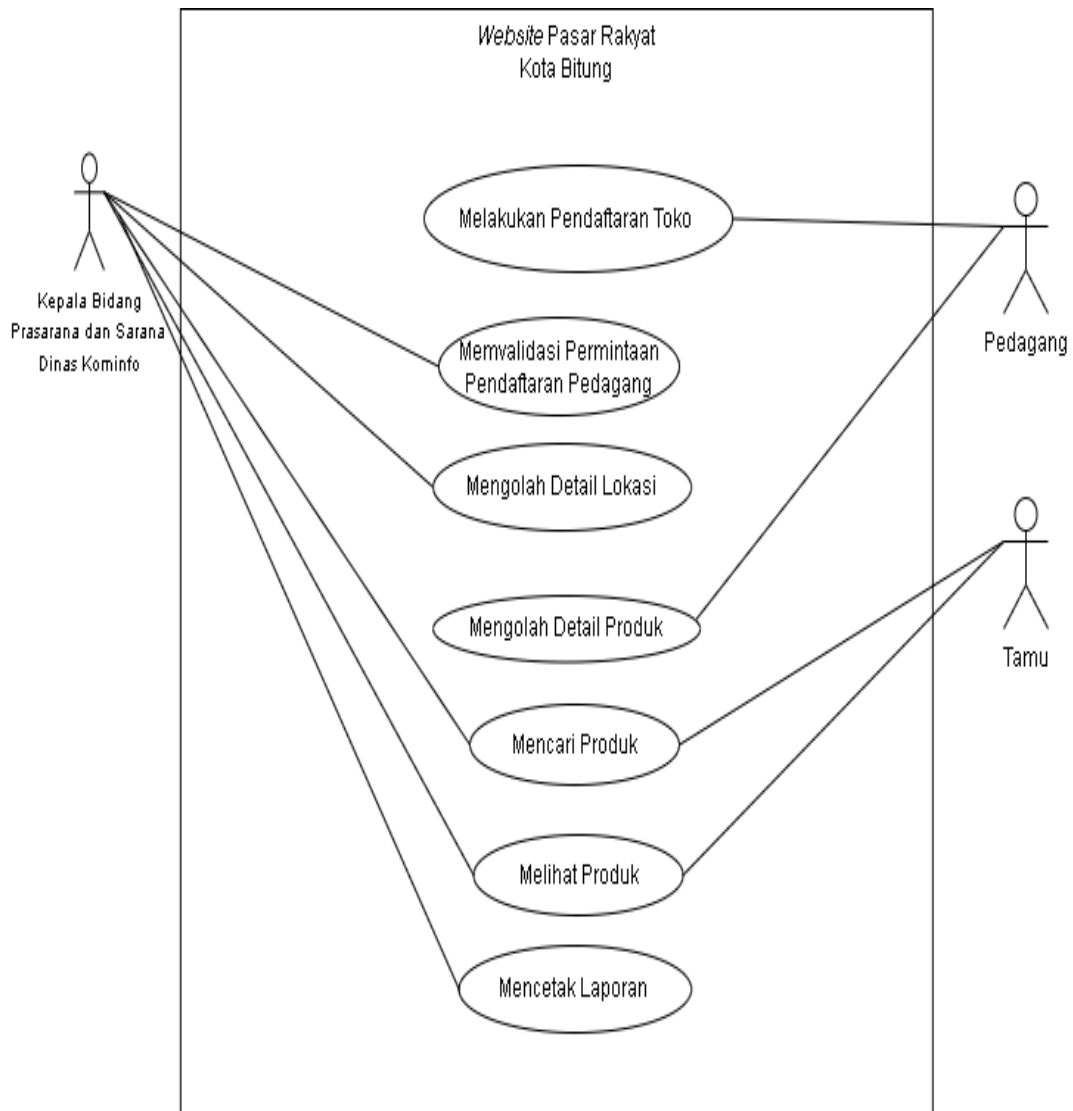 Website Pasar Rakyat
Kota Bitung
Melakukan Pendaftaran Toko
Kepala Bidang
Prasarana dan Sarana
Dinas Kominfo
Pedagang
Memvalidasi Permintaan
Pendaftaran Pedagang
Mengolah Detail Lokasi
Mengolah Detail Produk
Tamu
Mencari Produk
Melihat Produk
Mencetak Laporan